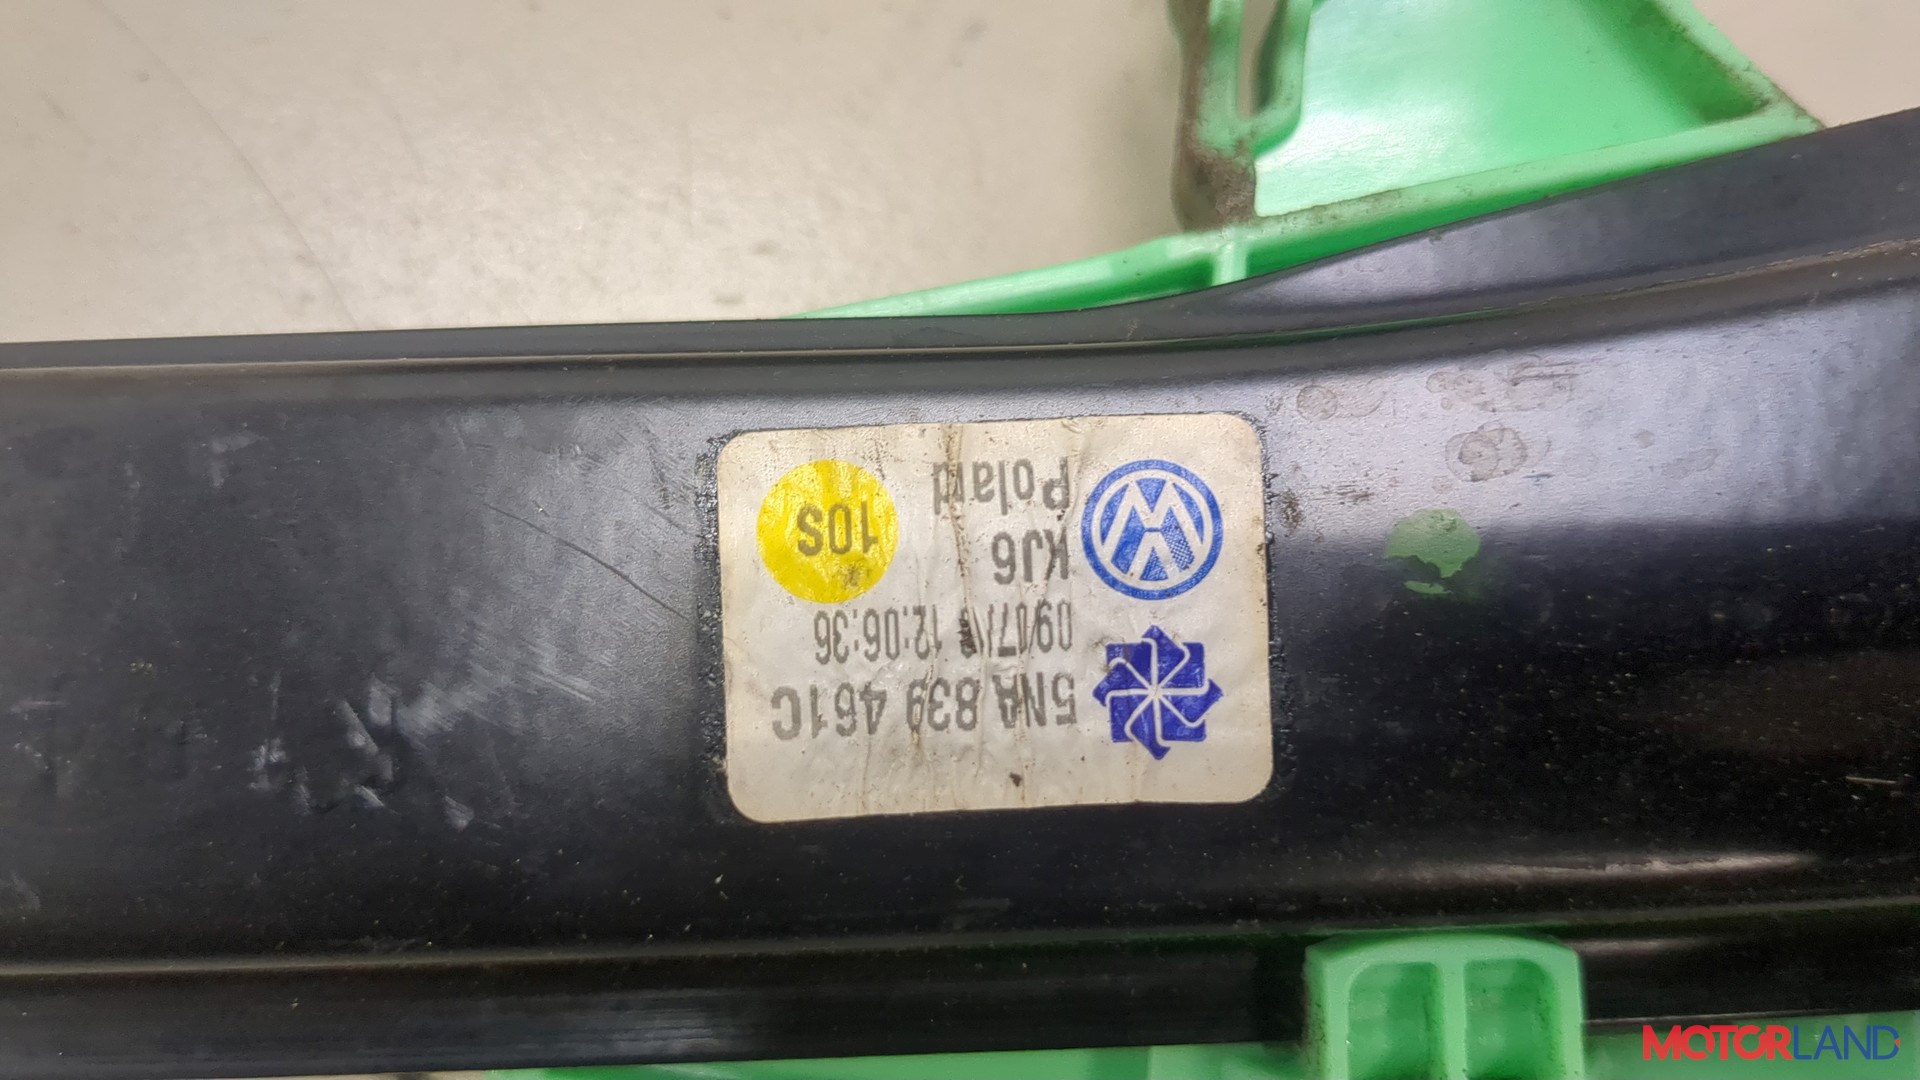 5NA 839 461C
12:06:36
KJ6
Poland
10S
MOTORLAND